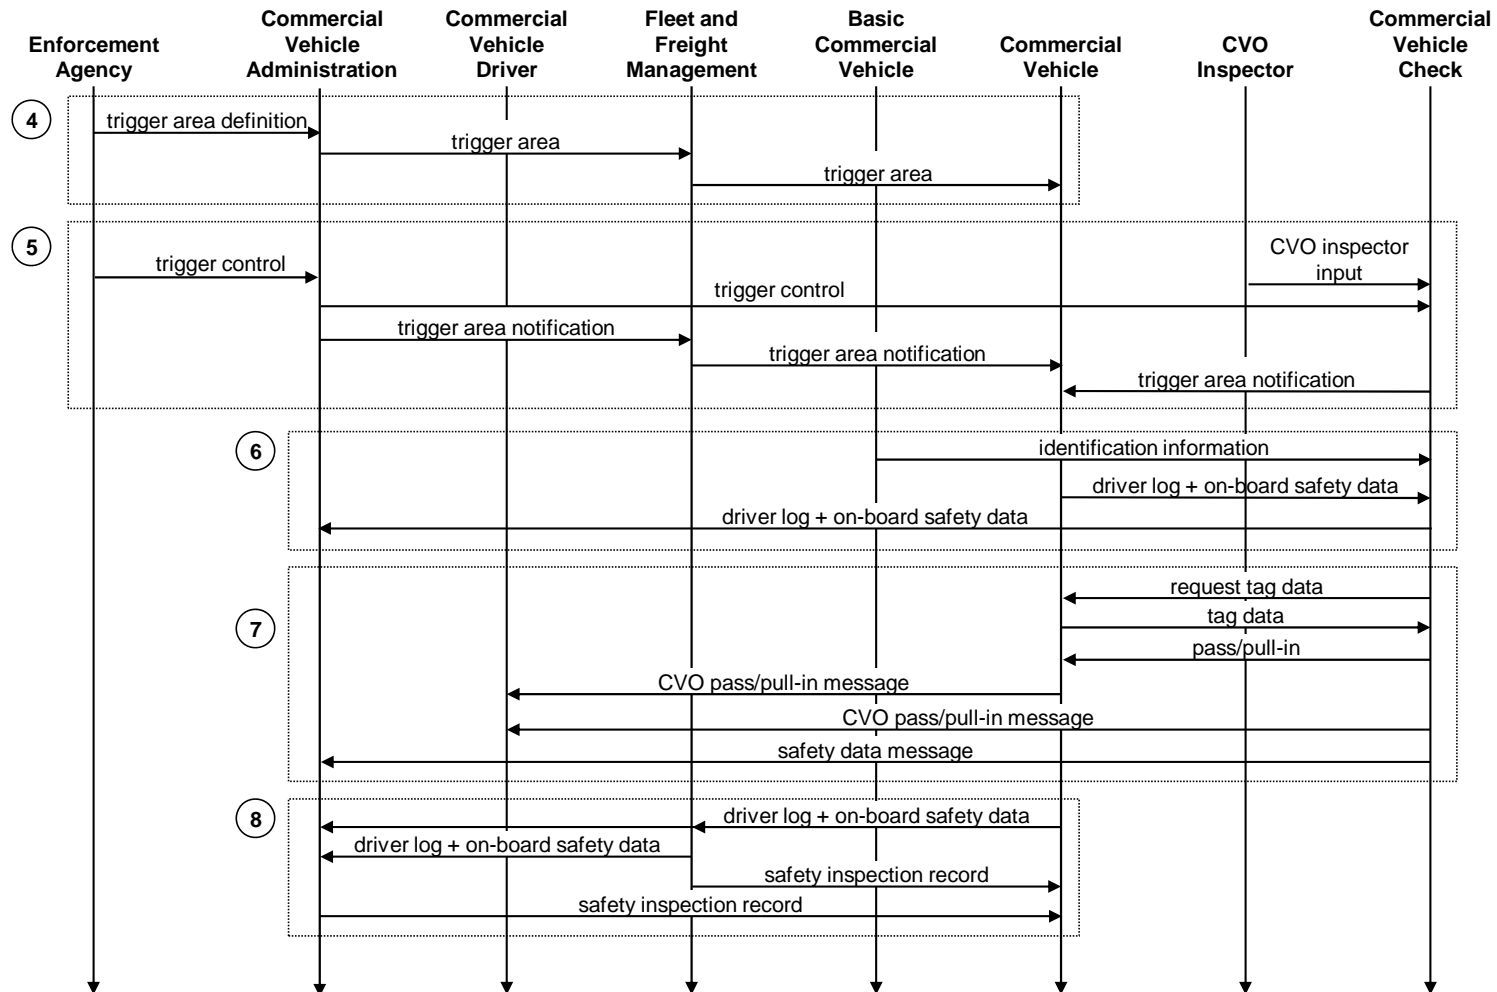 Enforcement
Agency
Commercial
Vehicle
Administration
Commercial
Vehicle
Driver
Fleet and
Freight
Management
Basic
Commercial
Vehicle
Commercial
Vehicle
CVO
Inspector
Commercial
Vehicle
Check
4
trigger area definition
trigger area
trigger area
5
trigger control
CVO inspector
input
trigger control
trigger area notification
trigger area notification
trigger area notification
6
identification information
driver log + on-board safety data
driver log + on-board safety data
7
request tag data
tag data
pass/pull-in
CVO pass/pull-in message
CVO pass/pull-in message
safety data message
8
driver log + on-board safety data
driver log + on-board safety data
safety inspection record
safety inspection record